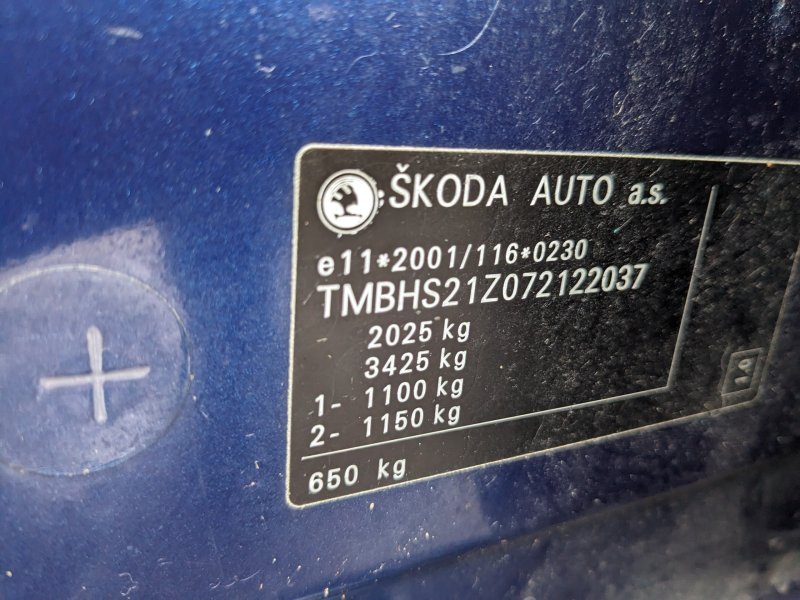 ŠKODA AUTO a.s.
e11*2001/116*0230
TMBHS21Z072122037
2025 kg
3425 kg
1- 1100 kg
2- 1150 kg
650 kg